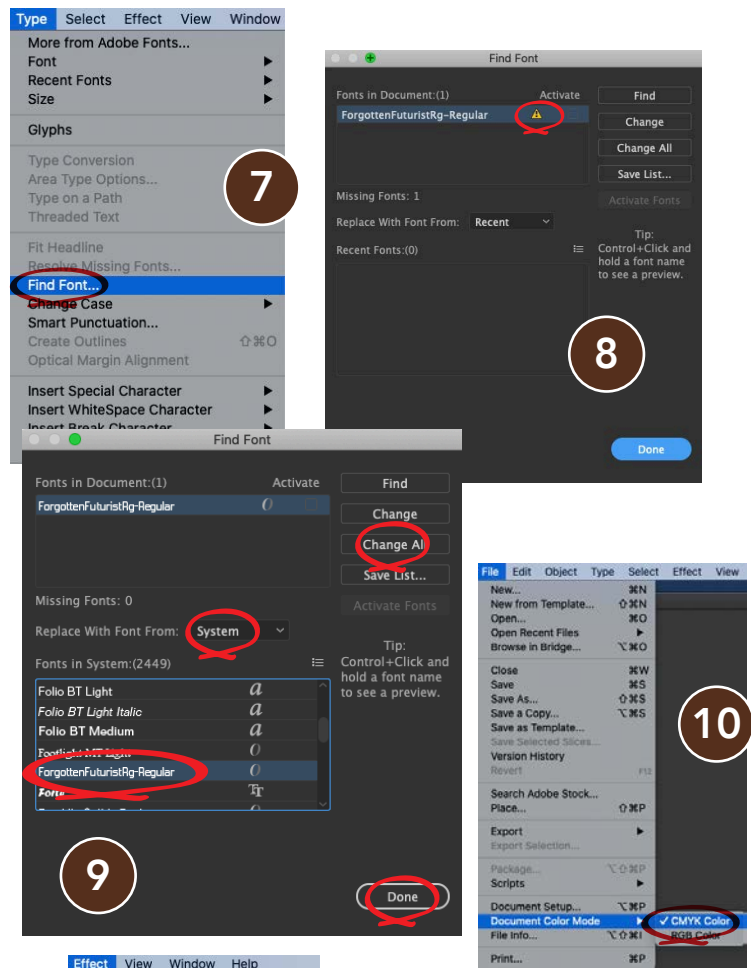 Type Select Effect View Window
More from Adobe Fonts...
Font
Recent Fonts
Size
Glyphs
Type Conversion
Area Type Options...
Type on a Path
Threaded Text
Fit Headline
Resolve Missing Fonts...
Find Font...
Change Case
Smart Punctuation...
Create Outlines ⇧⌘O
Optical Margin Alignment
Insert Special Character
Insert WhiteSpace Character
Insert Break Character
7
Find Font
Fonts in Document:(1) Activate
ForgottenFuturistRg-Regular
Missing Fonts: 1
Replace With Font From: Recent
Recent Fonts:(0)
Find
Change
Change All
Save List...
Activate Fonts
Tip:
Control+Click and
hold a font name
to see a preview.
Done
8
Find Font
Fonts in Document:(1) Activate
ForgottenFuturistRg-Regular O
Missing Fonts: 0
Replace With Font From: System
Fonts in System:(2449)
Folio BT Light a
Folio BT Light Italic a
Folio BT Medium a
Footlight MT Light O
ForgottenFuturistRg-Regular O
Forte Tr
Find
Change
Change All
Save List...
Activate Fonts
Tip:
Control+Click and
hold a font name
to see a preview.
Done
9
File Edit Object Type Select Effect View
New... ⌘N
New from Template... ⇧⌘N
Open... ⌘O
Open Recent Files
Browse in Bridge... ⌥⌘O
Close ⌘W
Save ⌘S
Save As... ⇧⌘S
Save a Copy... ⌥⌘S
Save as Template...
Save Selected Slices...
Version History
Revert F12
Search Adobe Stock...
Place... ⇧⌘P
Export
Export Selection...
Package... ⌥⇧⌘P
Scripts
Document Setup... ⌥⌘P
Document Color Mode ✓ CMYK Color
File Info... ⌥⇧⌘I RGB Color
Print... ⌘P
10
Effect View Window Help